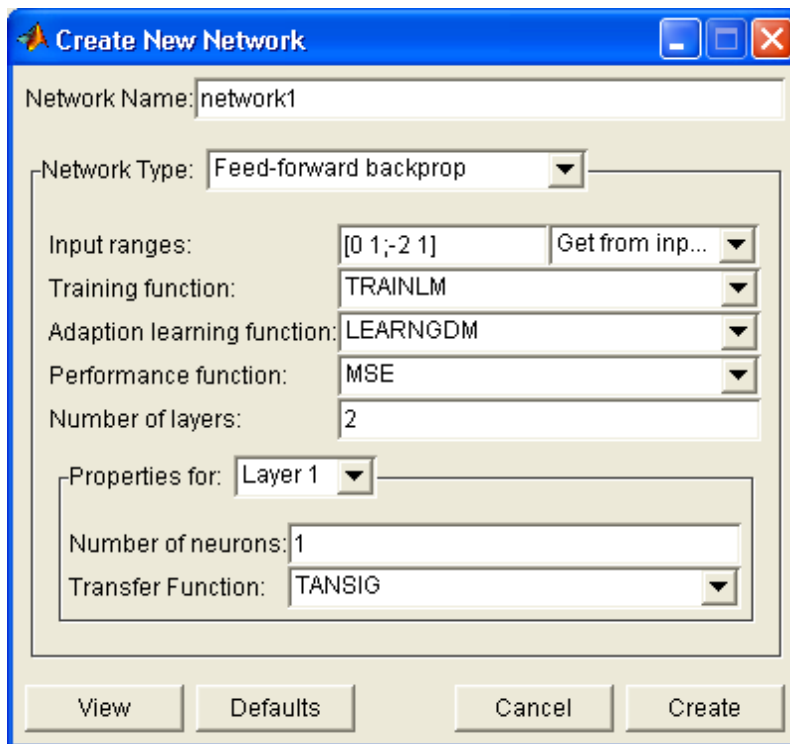 Create New Network
Network Name: network1
Network Type: Feed-forward backprop
Input ranges: [0 1;-2 1] Get from inp...
Training function: TRAINLM
Adaption learning function: LEARNGDM
Performance function: MSE
Number of layers: 2
Properties for: Layer 1
Number of neurons: 1
Transfer Function: TANSIG
View Defaults Cancel Create